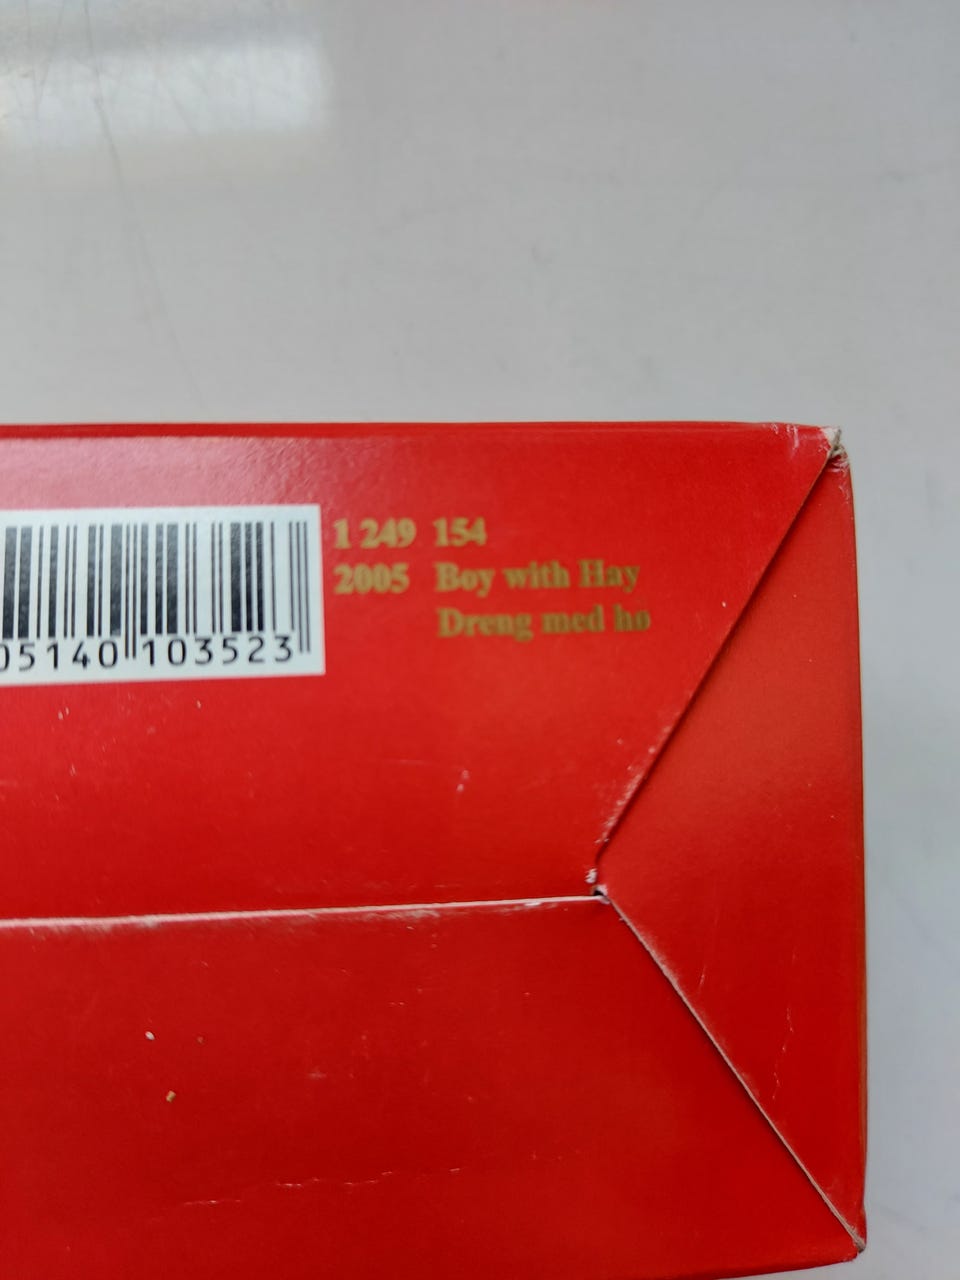 1 249 154
2005 Boy with Hay
Dreng med hø
05140 103523